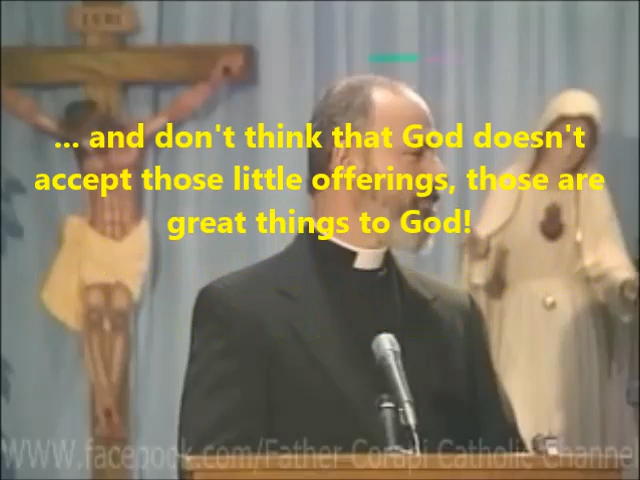 INRI
... and don't think that God doesn't
accept those little offerings, those are
great things to God!
WWW.facebook.com/Father Corapi Catholic Channel